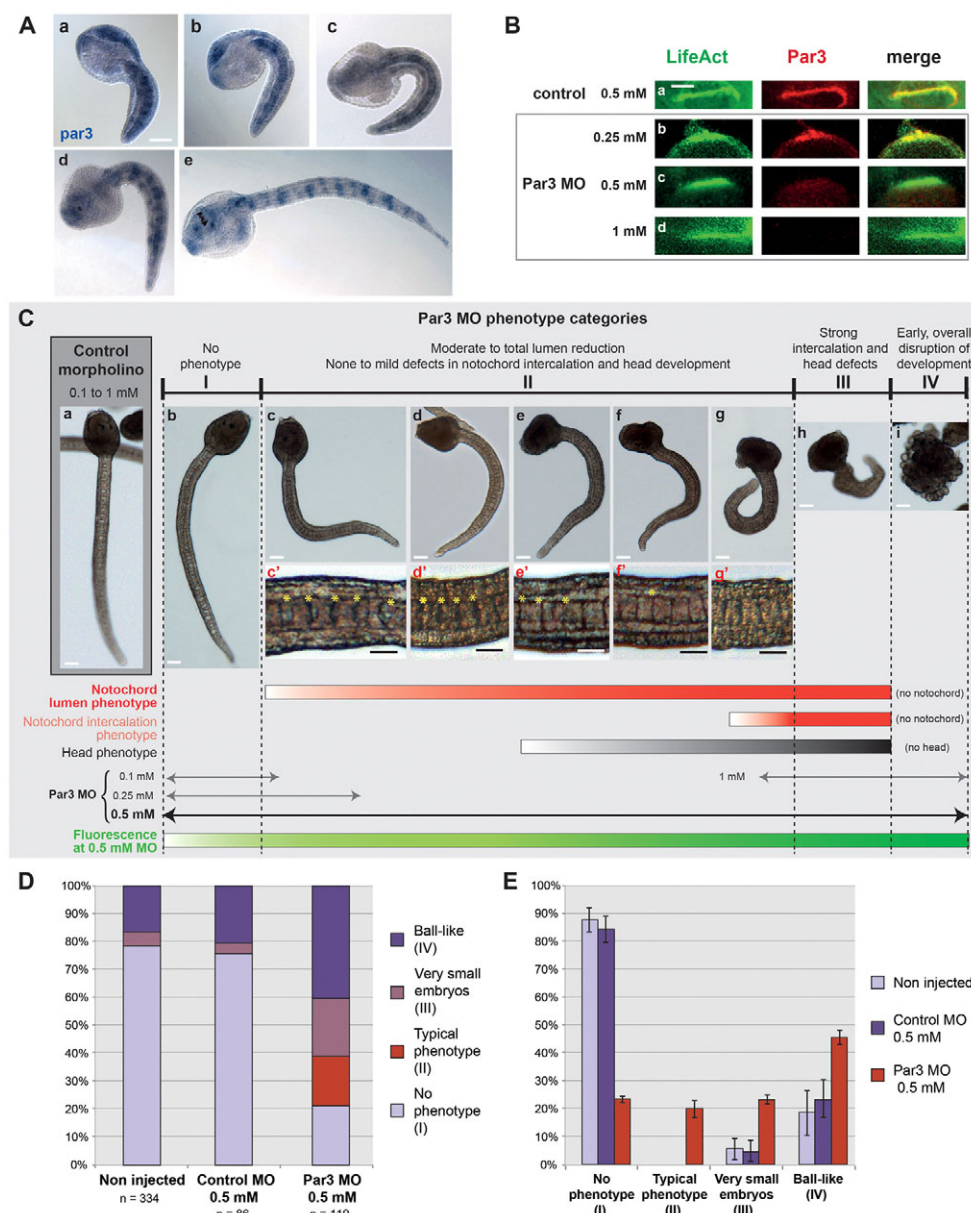 A
a
b
c
par3
d
e
B
LifeAct
Par3
merge
control
0.5 mM
a
Par3 MO
0.25 mM
b
0.5 mM
c
1 mM
d
C
Par3 MO phenotype categories
Control
morpholino
0.1 to 1 mM
No
phenotype
I
Moderate to total lumen reduction
None to mild defects in notochord intercalation and head development
II
Strong
intercalation and
head defects
III
Early, overall
disruption of
development
IV
a
b
c
d
e
f
g
h
i
c'
d'
e'
f'
g'
* * * * *
* * * *
* * *
*
Notochord
lumen phenotype
(no notochord)
Notochord intercalation
phenotype
(no notochord)
Head phenotype
(no head)
Par3 MO
0.1 mM
1 mM
0.25 mM
0.5 mM
Fluorescence
at 0.5 mM MO
D
100%
90%
80%
70%
60%
50%
40%
30%
20%
10%
0%
Non injected
n = 334
Control MO
0.5 mM
Par3 MO
0.5 mM
Ball-like
(IV)
Very small
embryos
(III)
Typical
phenotype
(II)
No
phenotype
(I)
E
100%
90%
80%
70%
60%
50%
40%
30%
20%
10%
0%
No
phenotype
(I)
Typical
phenotype (II)
Very small
embryos (III)
Ball-like
(IV)
Non injected
Control MO
0.5 mM
Par3 MO
0.5 mM